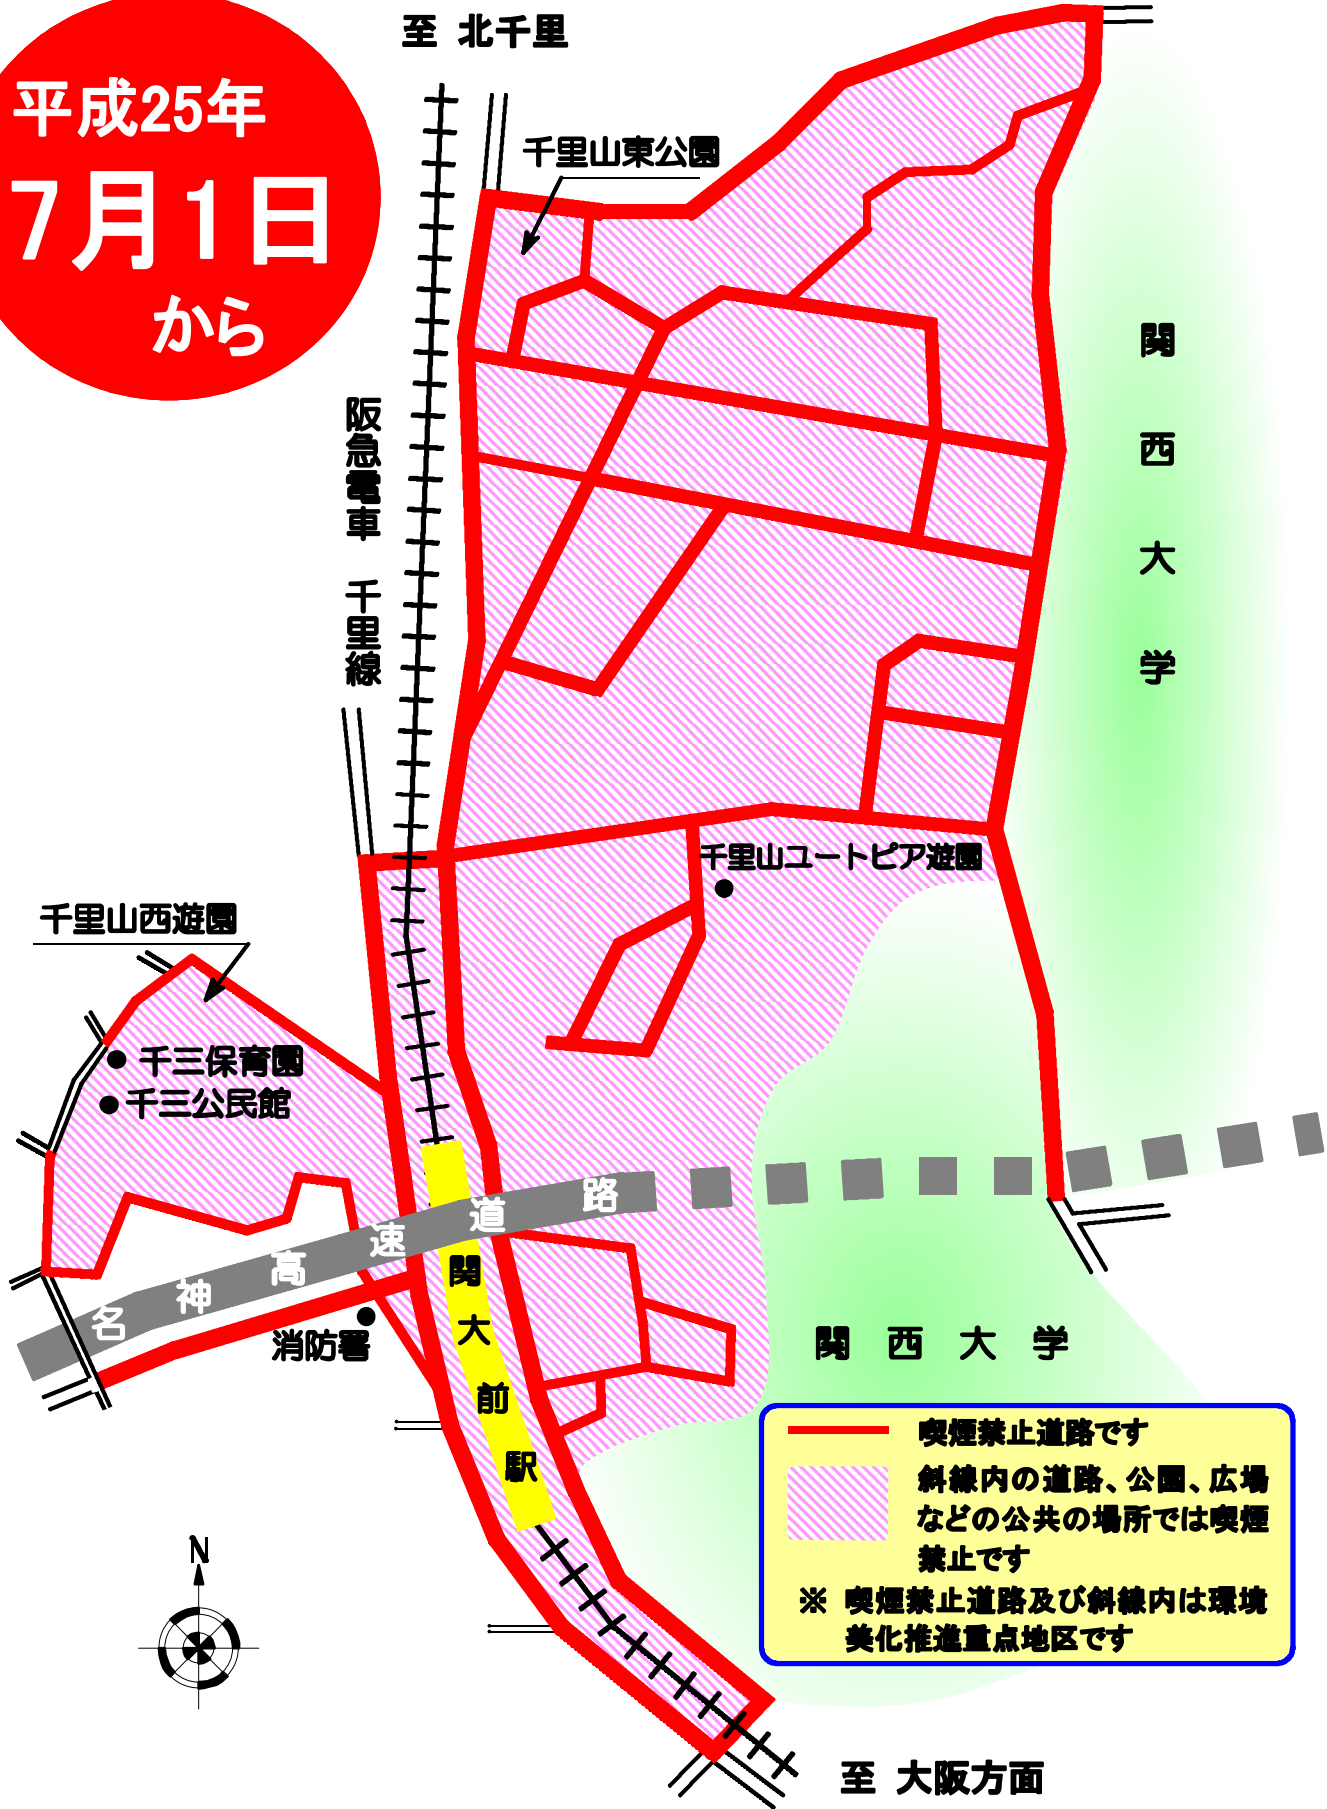 平成25年
7月1日
から
至 北千里
千里山東公園
阪急電車 千里線
関西大学
千里山ユートピア遊園
千里山西遊園
千三保育園
千三公民館
名神高速道路
消防署
関大前駅
関西大学
喫煙禁止道路です
斜線内の道路、公園、広場
などの公共の場所では喫煙
禁止です
※ 喫煙禁止道路及び斜線内は環境
美化推進重点地区です
N
至 大阪方面